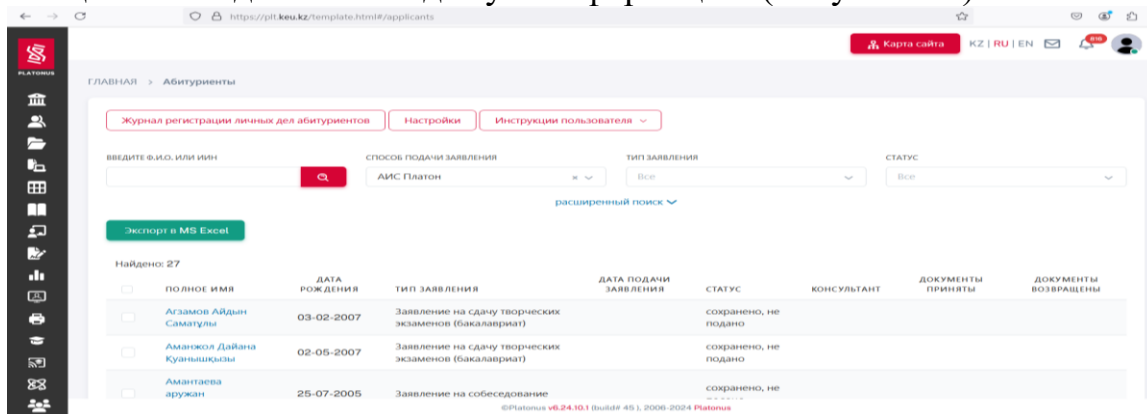 https://plt.keu.kz/template.html#/applicants
PLATONUS
Карта сайта KZ | RU | EN 616
ГЛАВНАЯ > Абитуриенты
Журнал регистрации личных дел абитуриентов Настройки Инструкции пользователя
ВВЕДИТЕ Ф.И.О. ИЛИ ИИН СПОСОБ ПОДАЧИ ЗАЯВЛЕНИЯ ТИП ЗАЯВЛЕНИЯ СТАТУС
АИС Платон Все Все
расширенный поиск
Экспорт в MS Excel
Найдено: 27
ПОЛНОЕ ИМЯ ДАТА РОЖДЕНИЯ ТИП ЗАЯВЛЕНИЯ ДАТА ПОДАЧИ ЗАЯВЛЕНИЯ СТАТУС КОНСУЛЬТАНТ ДОКУМЕНТЫ ПРИНЯТЫ ДОКУМЕНТЫ ВОЗВРАЩЕНЫ
Агзамов Айдын Саматұлы 03-02-2007 Заявление на сдачу творческих экзаменов (бакалавриат) сохранено, не подано
Аманжол Дайана Қуанышқызы 02-05-2007 Заявление на сдачу творческих экзаменов (бакалавриат) сохранено, не подано
Амантаева аружан 25-07-2005 Заявление на собеседование сохранено, не
©Platonus v6.24.10.1 (build# 45 ), 2006-2024 Platonus